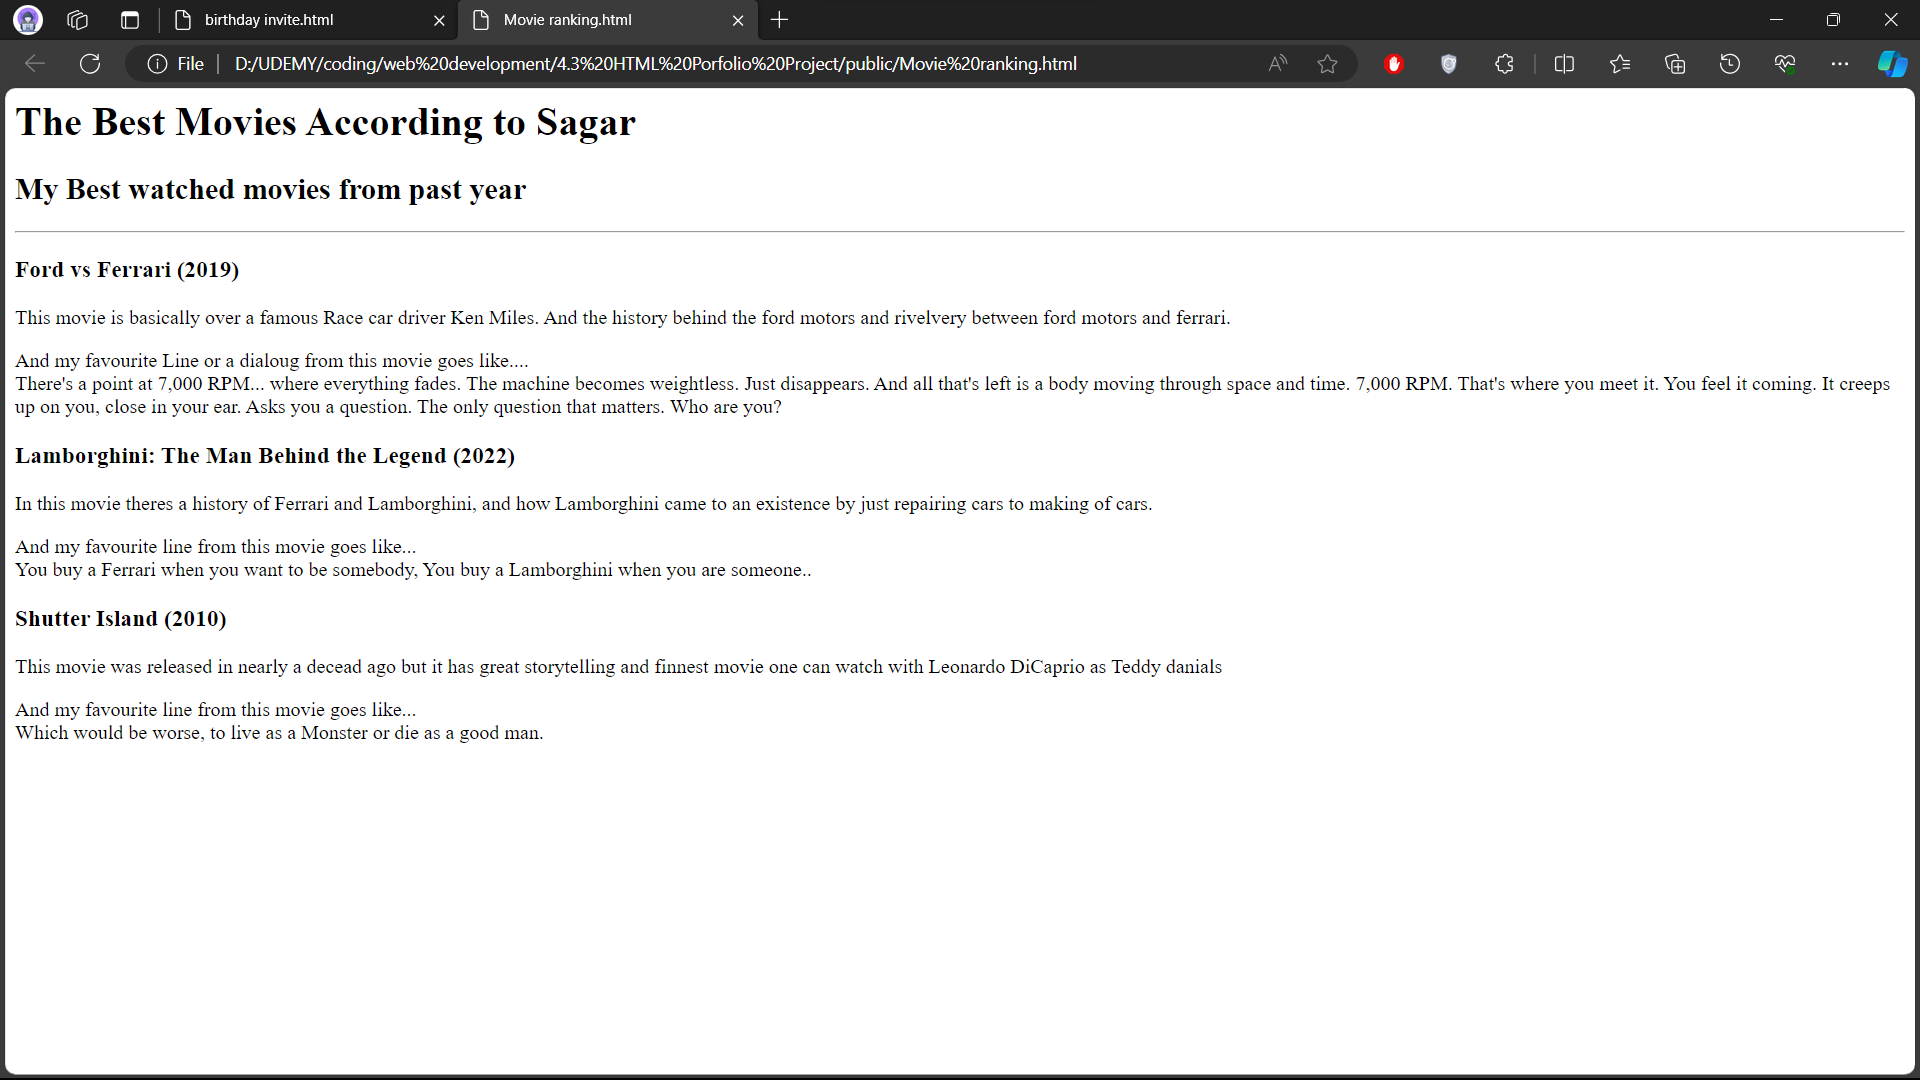 birthday invite.html
Movie ranking.html
File
D:/UDEMY/coding/web%20development/4.3%20HTML%20Porfolio%20Project/public/Movie%20ranking.html
The Best Movies According to Sagar
My Best watched movies from past year
Ford vs Ferrari (2019)
This movie is basically over a famous Race car driver Ken Miles. And the history behind the ford motors and rivelvery between ford motors and ferrari.
And my favourite Line or a dialoug from this movie goes like....
There's a point at 7,000 RPM... where everything fades. The machine becomes weightless. Just disappears. And all that's left is a body moving through space and time. 7,000 RPM. That's where you meet it. You feel it coming. It creeps
up on you, close in your ear. Asks you a question. The only question that matters. Who are you?
Lamborghini: The Man Behind the Legend (2022)
In this movie theres a history of Ferrari and Lamborghini, and how Lamborghini came to an existence by just repairing cars to making of cars.
And my favourite line from this movie goes like...
You buy a Ferrari when you want to be somebody, You buy a Lamborghini when you are someone..
Shutter Island (2010)
This movie was released in nearly a decead ago but it has great storytelling and finnest movie one can watch with Leonardo DiCaprio as Teddy danials
And my favourite line from this movie goes like...
Which would be worse, to live as a Monster or die as a good man.